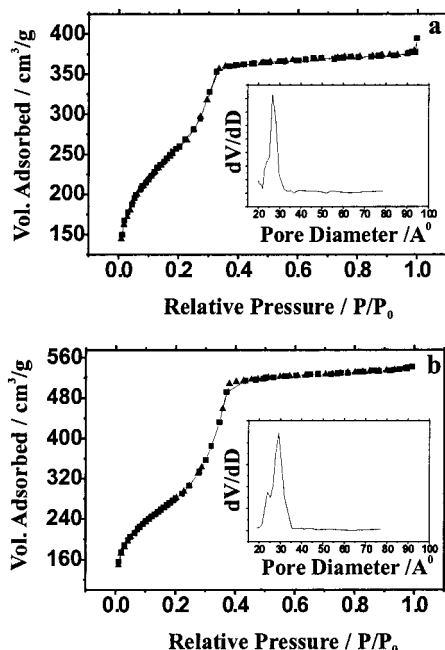 a
400
350
300
250
200
150
Vol. Adsorbed / cm³/g
dV/dD
20 30 40 50 60 70 80 90 100
Pore Diameter /A⁰
0.0 0.2 0.4 0.6 0.8 1.0
Relative Pressure / P/P₀
b
560
480
400
320
240
160
Vol. Adsorbed / cm³/g
dV/dD
20 30 40 50 60 70 80 90 100
Pore Diameter /A⁰
0.0 0.2 0.4 0.6 0.8 1.0
Relative Pressure / P/P₀